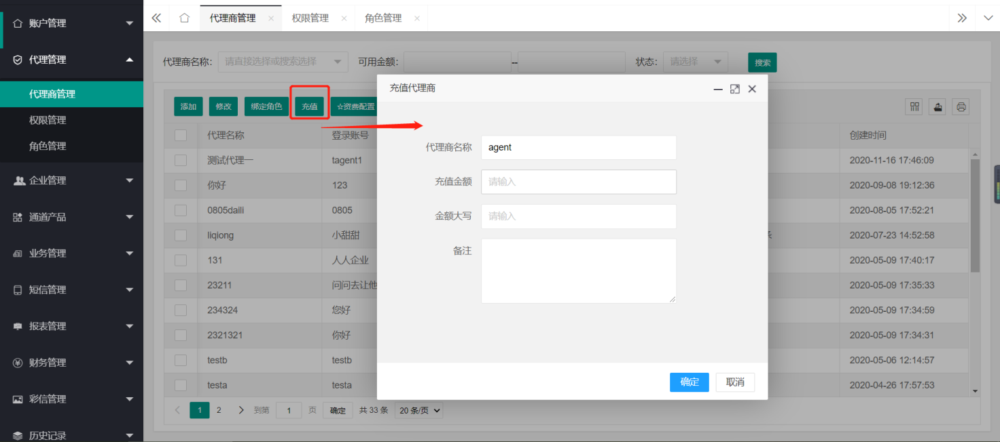 账户管理
代理管理
代理商管理
权限管理
角色管理
企业管理
通道产品
业务管理
短信管理
报表管理
财务管理
彩信管理
历史记录
代理商管理 权限管理 角色管理
代理商名称: 请直接选择或搜索选择 可用金额: -- 状态: 请选择 搜索
添加 修改 绑定角色 充值 ☆资费配置
代理名称 登录账号 创建时间
测试代理一 tagent1 2020-11-16 17:46:09
你好 123 2020-09-08 19:12:36
0805daili 0805 2020-08-05 17:52:21
liqiong 小甜甜 2020-07-23 14:52:58
131 人人企业 2020-05-09 17:40:17
23211 问问去让他 2020-05-09 17:35:33
234324 您好 2020-05-09 17:34:59
2321321 你好 2020-05-09 17:34:31
testb testb 2020-05-06 12:14:57
testa testa 2020-04-26 17:57:53
1 2 到第 1 页 确定 共 33 条 20 条/页
充值代理商
代理商名称 agent
充值金额 请输入
金额大写 请输入
备注
确定 取消